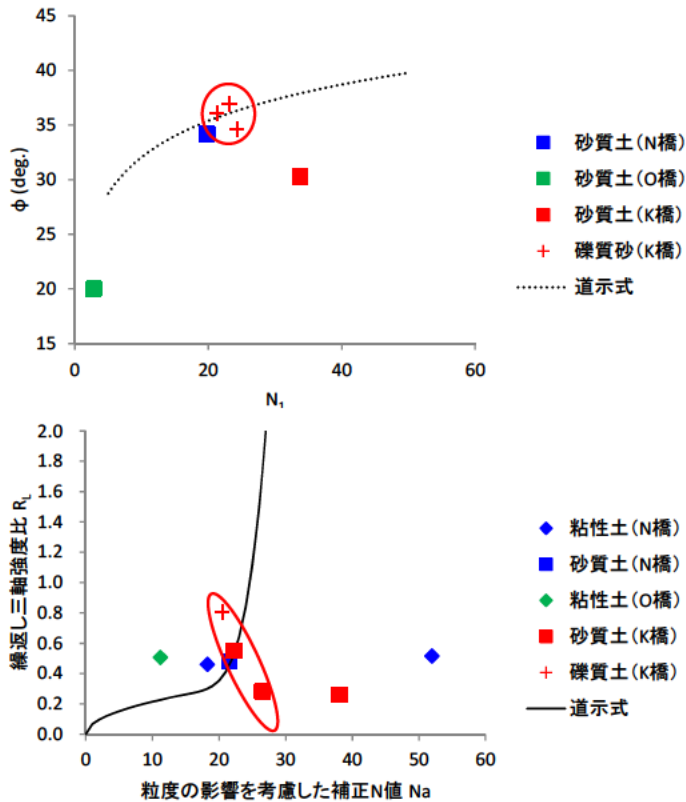 φ (deg.)
45
40
35
30
25
20
15
0
20
40
60
N₁
砂質土(N橋)
砂質土(O橋)
砂質土(K橋)
礫質砂(K橋)
道示式
繰返し三軸強度比 R_L
2.0
1.8
1.6
1.4
1.2
1.0
0.8
0.6
0.4
0.2
0.0
0
10
20
30
40
50
60
粒度の影響を考慮した補正N値 Na
粘性土(N橋)
砂質土(N橋)
粘性土(O橋)
砂質土(K橋)
礫質土(K橋)
道示式